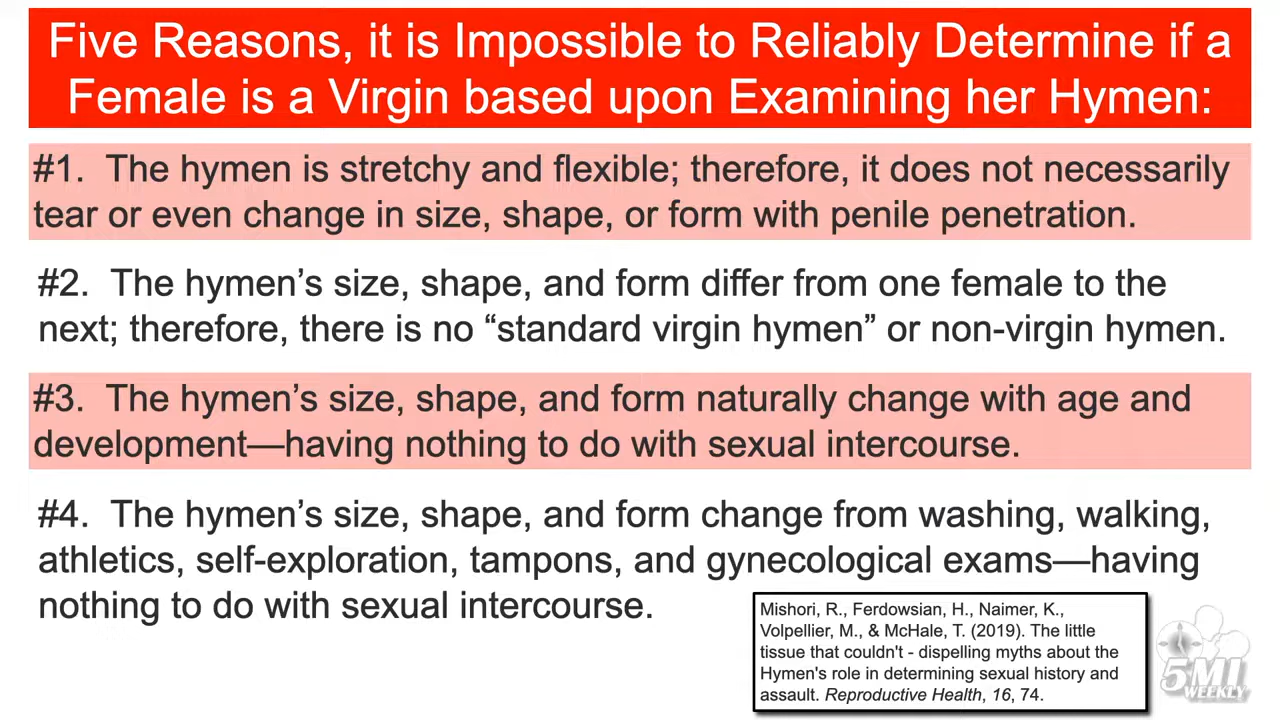 Five Reasons, it is Impossible to Reliably Determine if a
Female is a Virgin based upon Examining her Hymen:
#1.  The hymen is stretchy and flexible; therefore, it does not necessarily
tear or even change in size, shape, or form with penile penetration.
#2.  The hymen’s size, shape, and form differ from one female to the
next; therefore, there is no “standard virgin hymen” or non-virgin hymen.
#3.  The hymen’s size, shape, and form naturally change with age and
development—having nothing to do with sexual intercourse.
#4.  The hymen’s size, shape, and form change from washing, walking,
athletics, self-exploration, tampons, and gynecological exams—having
nothing to do with sexual intercourse.
Mishori, R., Ferdowsian, H., Naimer, K.,
Volpellier, M., & McHale, T. (2019). The little
tissue that couldn't - dispelling myths about the
Hymen's role in determining sexual history and
assault. Reproductive Health, 16, 74.
5MI
WEEKLY